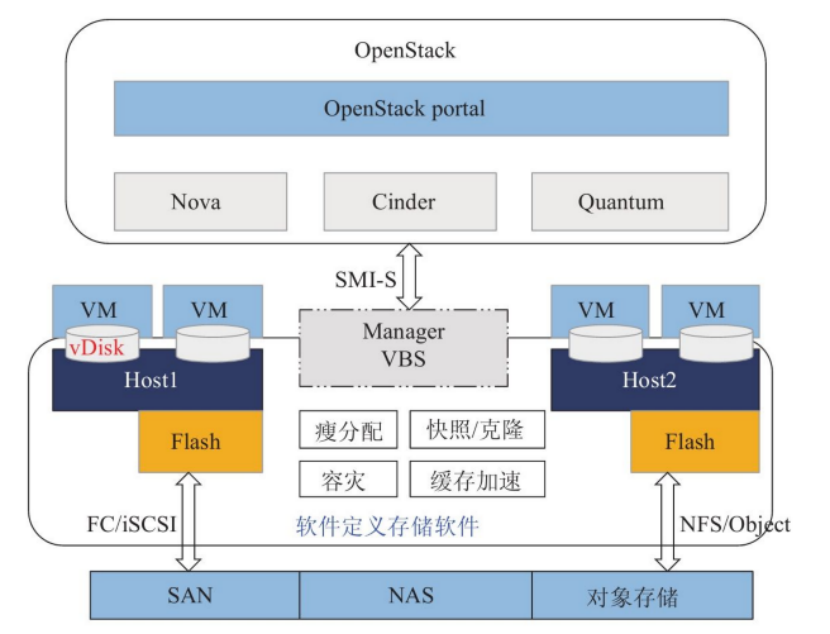 OpenStack
OpenStack portal
Nova
Cinder
Quantum
SMI-S
VM
VM
Manager
VBS
VM
VM
vDisk
Host1
Host2
Flash
瘦分配
快照/克隆
Flash
容灾
缓存加速
FC/iSCSI
软件定义存储软件
NFS/Object
SAN
NAS
对象存储